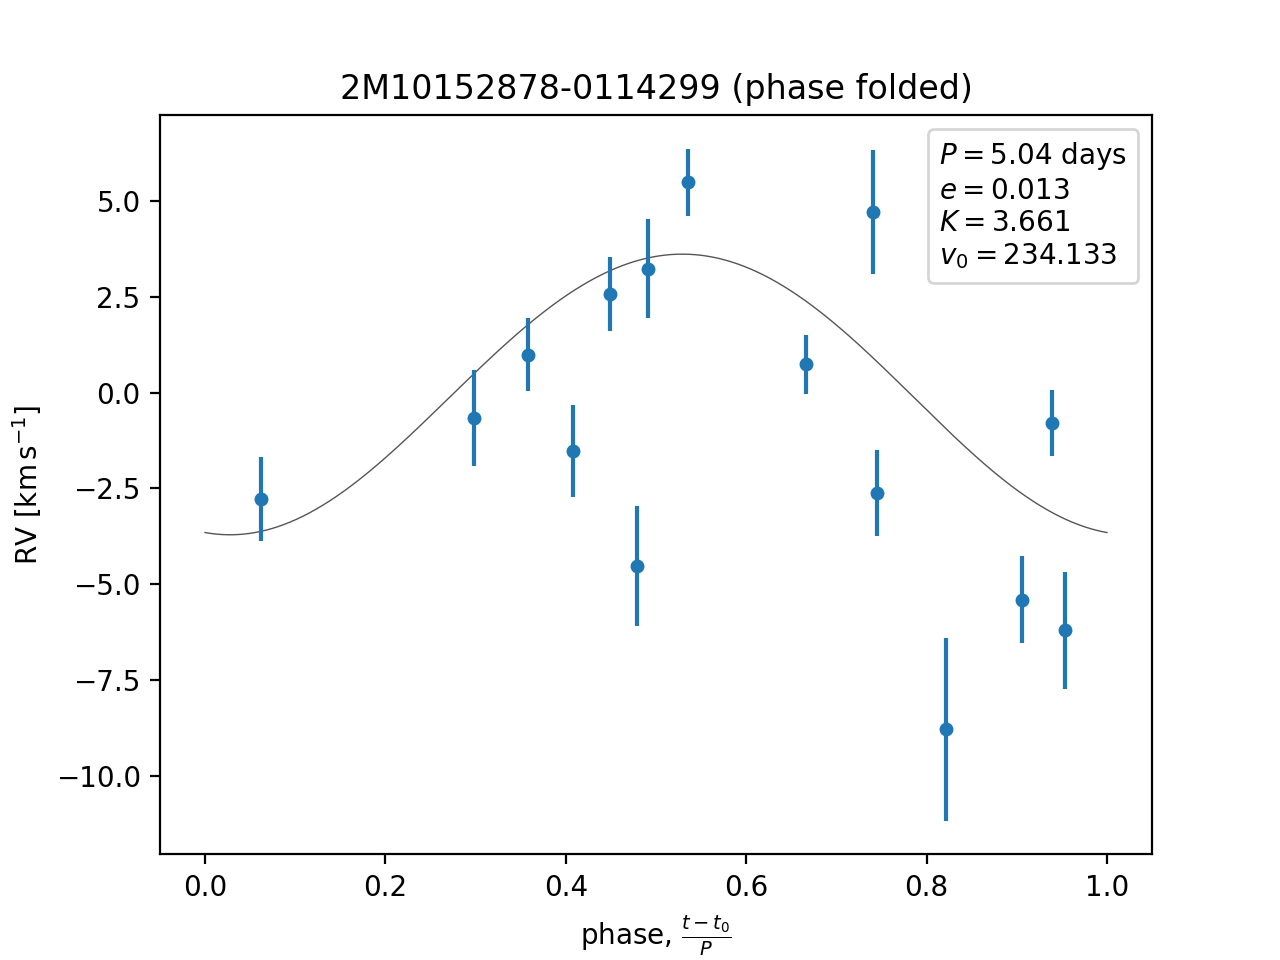 2M10152878-0114299 (phase folded)
P = 5.04 days
e = 0.013
K = 3.661
v₀ = 234.133
RV [km s⁻¹]
5.0
2.5
0.0
−2.5
−5.0
−7.5
−10.0
0.0 0.2 0.4 0.6 0.8 1.0
phase, (t − t₀)/P